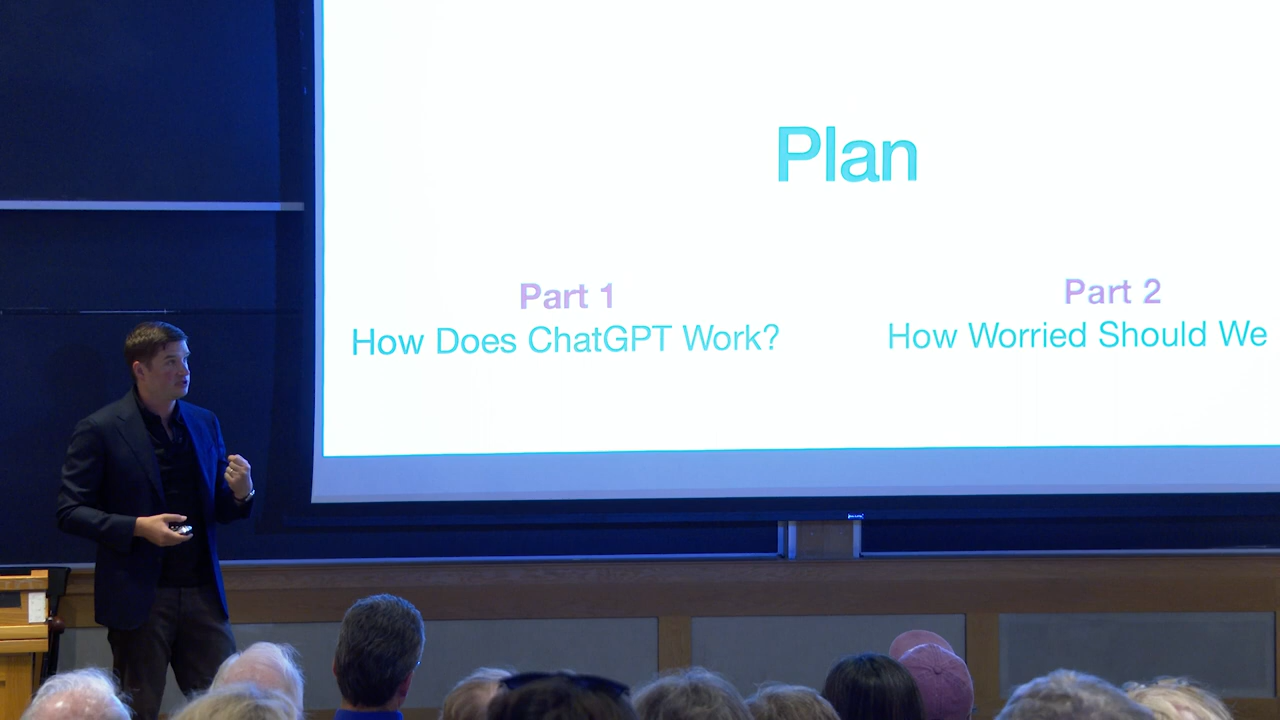 Plan
Part 1
How Does ChatGPT Work?
Part 2
How Worried Should We